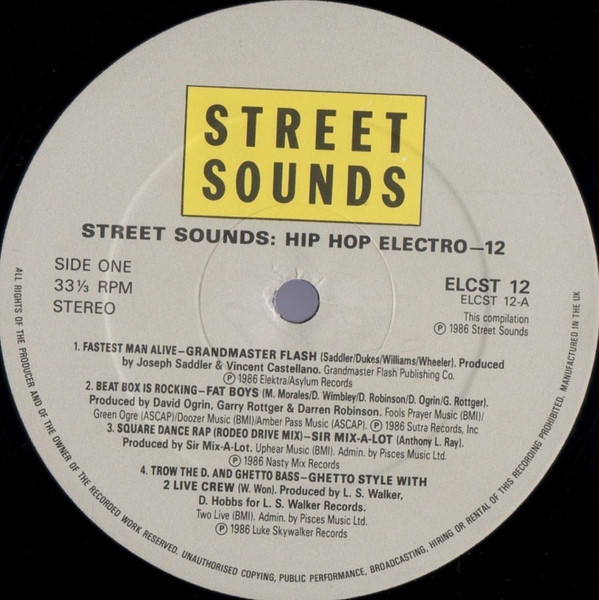 STREET
SOUNDS
STREET SOUNDS: HIP HOP ELECTRO—12
SIDE ONE
33⅓ RPM
STEREO
ELCST 12
ELCST 12-A
This compilation
Ⓟ 1986 Street Sounds
1. FASTEST MAN ALIVE—GRANDMASTER FLASH (Saddler/Dukes/Williams/Wheeler). Produced
by Joseph Saddler & Vincent Castellano. Grandmaster Flash Publishing Co.
Ⓟ 1986 Elektra/Asylum Records
2. BEAT BOX IS ROCKING—FAT BOYS (M. Morales/D. Wimbley/D. Robinson/D. Ogrin/G. Rottger).
Produced by David Ogrin, Garry Rottger & Darren Robinson. Fools Prayer Music (BMI)/
Green Ogre (ASCAP)/Doozer Music (BMI)/Amber Pass Music (ASCAP). Ⓟ 1986 Sutra Records, Inc
3. SQUARE DANCE RAP (RODEO DRIVE MIX)—SIR MIX-A-LOT (Anthony L. Ray).
Produced by Sir Mix-A-Lot. Uphear Music (BMI). Admin. by Pisces Music Ltd.
Ⓟ 1986 Nasty Mix Records
4. TROW THE D. AND GHETTO BASS—GHETTO STYLE WITH
2 LIVE CREW (W. Won). Produced by L. S. Walker,
D. Hobbs for L. S. Walker Records.
Two Live (BMI). Admin. by Pisces Music Ltd.
Ⓟ 1986 Luke Skywalker Records
ALL RIGHTS OF THE PRODUCER AND OF THE OWNER OF THE RECORDED WORK RESERVED. UNAUTHORISED COPYING, PUBLIC PERFORMANCE, BROADCASTING, HIRING OR RENTAL OF THIS RECORDING PROHIBITED. MANUFACTURED IN THE UK